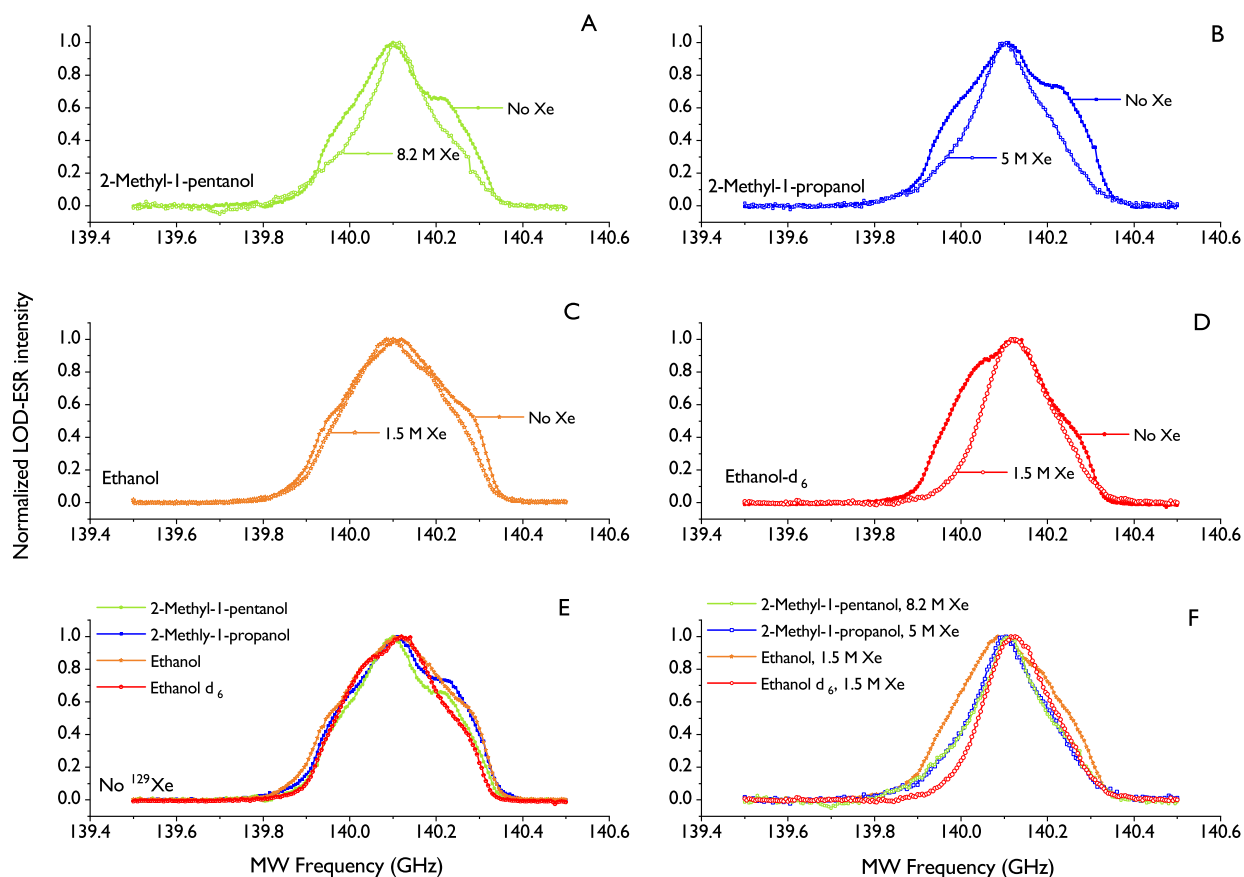 A
1.0
0.8
0.6
0.4
0.2
0.0
No Xe
8.2 M Xe
2-Methyl-1-pentanol
139.4 139.6 139.8 140.0 140.2 140.4 140.6
B
1.0
0.8
0.6
0.4
0.2
0.0
No Xe
5 M Xe
2-Methyl-1-propanol
139.4 139.6 139.8 140.0 140.2 140.4 140.6
Normalized LOD-ESR intensity
C
1.0
0.8
0.6
0.4
0.2
0.0
No Xe
1.5 M Xe
Ethanol
139.4 139.6 139.8 140.0 140.2 140.4 140.6
D
1.0
0.8
0.6
0.4
0.2
0.0
No Xe
1.5 M Xe
Ethanol-d6
139.4 139.6 139.8 140.0 140.2 140.4 140.6
E
2-Methyl-1-pentanol
2-Methly-1-propanol
Ethanol
Ethanol d6
1.0
0.8
0.6
0.4
0.2
0.0
No 129Xe
139.4 139.6 139.8 140.0 140.2 140.4 140.6
MW Frequency (GHz)
F
2-Methyl-1-pentanol, 8.2 M Xe
2-Methyl-1-propanol, 5 M Xe
Ethanol, 1.5 M Xe
Ethanol d6, 1.5 M Xe
1.0
0.8
0.6
0.4
0.2
0.0
139.4 139.6 139.8 140.0 140.2 140.4 140.6
MW Frequency (GHz)